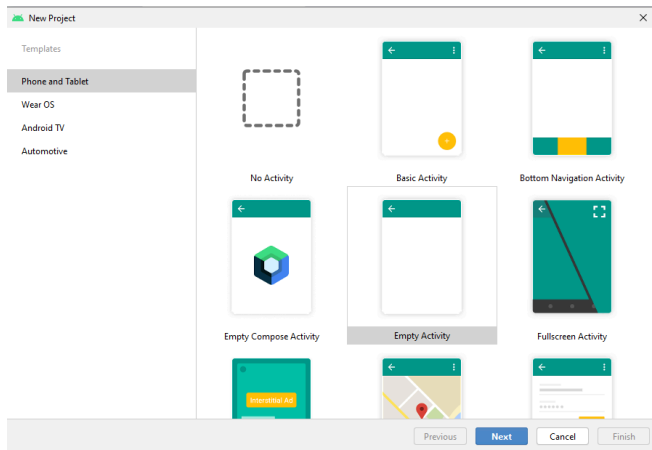 New Project
Templates
Phone and Tablet
Wear OS
Android TV
Automotive
No Activity
Basic Activity
Bottom Navigation Activity
Empty Compose Activity
Empty Activity
Fullscreen Activity
Interstitial Ad
Previous
Next
Cancel
Finish